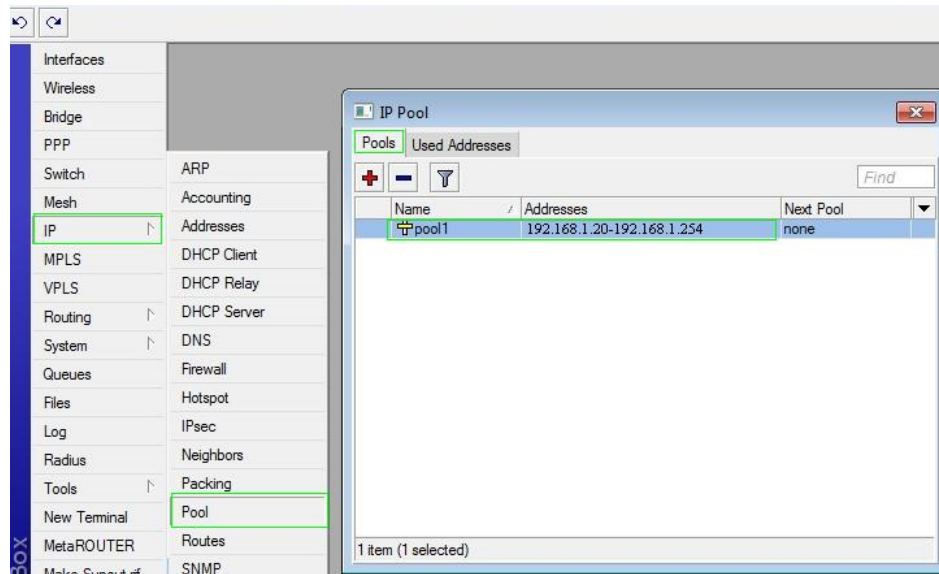 Interfaces
Wireless
Bridge
PPP
Switch
Mesh
IP
MPLS
VPLS
Routing
System
Queues
Files
Log
Radius
Tools
New Terminal
MetaROUTER
ARP
Accounting
Addresses
DHCP Client
DHCP Relay
DHCP Server
DNS
Firewall
Hotspot
IPsec
Neighbors
Packing
Pool
Routes
SNMP
IP Pool
Pools Used Addresses
Find
Name Addresses Next Pool
pool1 192.168.1.20-192.168.1.254 none
1 item (1 selected)
Box